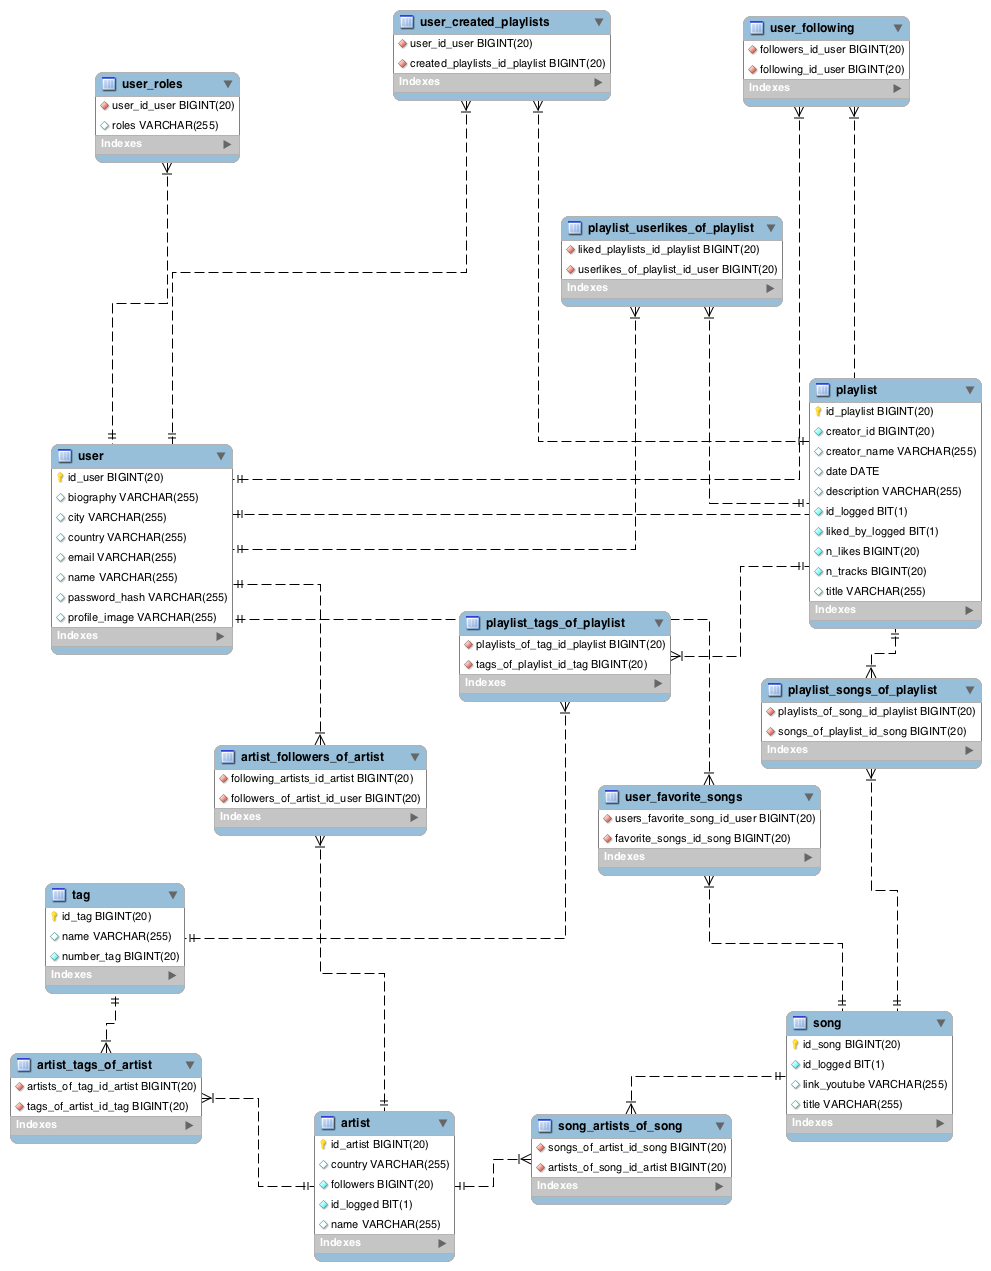 user_created_playlists
user_id_user BIGINT(20)
created_playlists_id_playlist BIGINT(20)
Indexes
user_following
followers_id_user BIGINT(20)
following_id_user BIGINT(20)
Indexes
user_roles
user_id_user BIGINT(20)
roles VARCHAR(255)
Indexes
playlist_userlikes_of_playlist
liked_playlists_id_playlist BIGINT(20)
userlikes_of_playlist_id_user BIGINT(20)
Indexes
playlist
id_playlist BIGINT(20)
creator_id BIGINT(20)
creator_name VARCHAR(255)
date DATE
description VARCHAR(255)
id_logged BIT(1)
liked_by_logged BIT(1)
n_likes BIGINT(20)
n_tracks BIGINT(20)
title VARCHAR(255)
Indexes
user
id_user BIGINT(20)
biography VARCHAR(255)
city VARCHAR(255)
country VARCHAR(255)
email VARCHAR(255)
name VARCHAR(255)
password_hash VARCHAR(255)
profile_image VARCHAR(255)
Indexes
playlist_tags_of_playlist
playlists_of_tag_id_playlist BIGINT(20)
tags_of_playlist_id_tag BIGINT(20)
Indexes
playlist_songs_of_playlist
playlists_of_song_id_playlist BIGINT(20)
songs_of_playlist_id_song BIGINT(20)
Indexes
artist_followers_of_artist
following_artists_id_artist BIGINT(20)
followers_of_artist_id_user BIGINT(20)
Indexes
user_favorite_songs
users_favorite_song_id_user BIGINT(20)
favorite_songs_id_song BIGINT(20)
Indexes
tag
id_tag BIGINT(20)
name VARCHAR(255)
number_tag BIGINT(20)
Indexes
song
id_song BIGINT(20)
id_logged BIT(1)
link_youtube VARCHAR(255)
title VARCHAR(255)
Indexes
artist_tags_of_artist
artists_of_tag_id_artist BIGINT(20)
tags_of_artist_id_tag BIGINT(20)
Indexes
artist
id_artist BIGINT(20)
country VARCHAR(255)
followers BIGINT(20)
id_logged BIT(1)
name VARCHAR(255)
Indexes
song_artists_of_song
songs_of_artist_id_song BIGINT(20)
artists_of_song_id_artist BIGINT(20)
Indexes